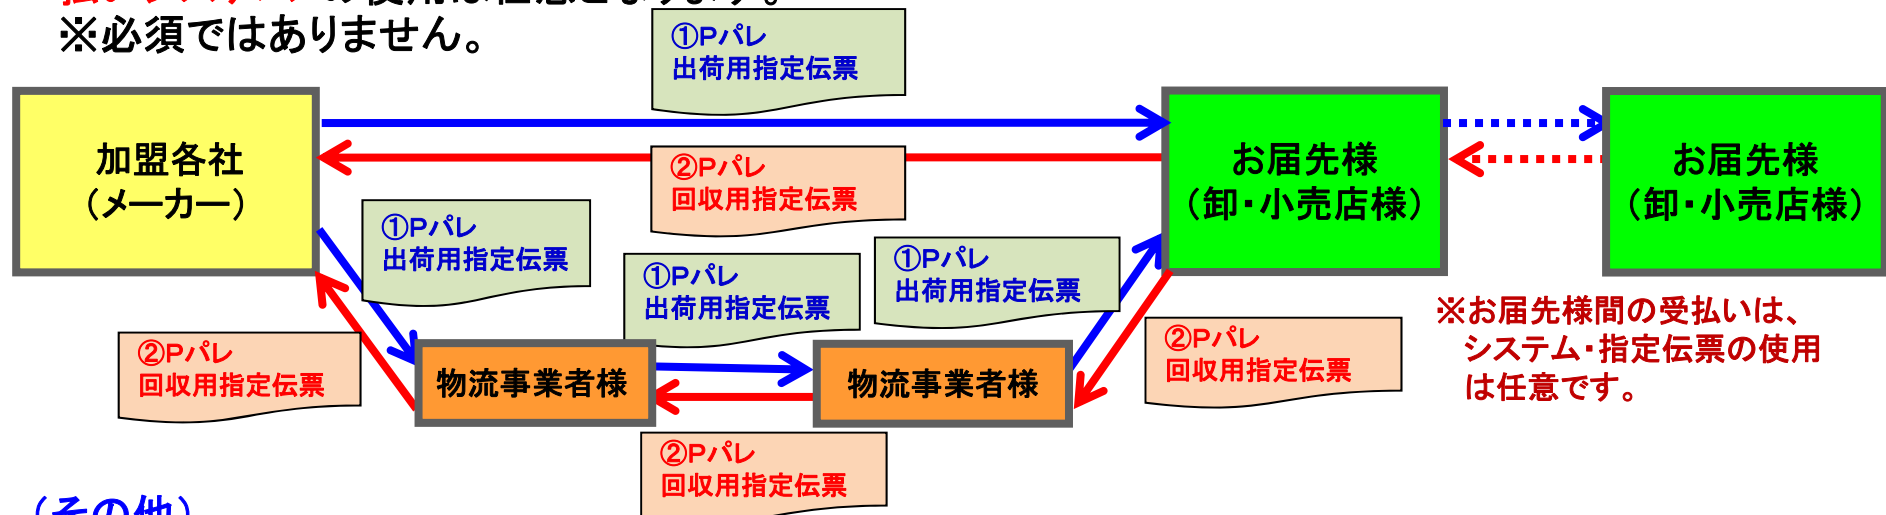 ※必須ではありません。
①Pパレ
出荷用指定伝票
加盟各社
（メーカー）
②Pパレ
回収用指定伝票
お届先様
（卸・小売店様）
お届先様
（卸・小売店様）
①Pパレ
出荷用指定伝票
①Pパレ
出荷用指定伝票
①Pパレ
出荷用指定伝票
②Pパレ
回収用指定伝票
物流事業者様
物流事業者様
②Pパレ
回収用指定伝票
※お届先様間の受払いは、
システム・指定伝票の使用
は任意です。
②Pパレ
回収用指定伝票
（その他）